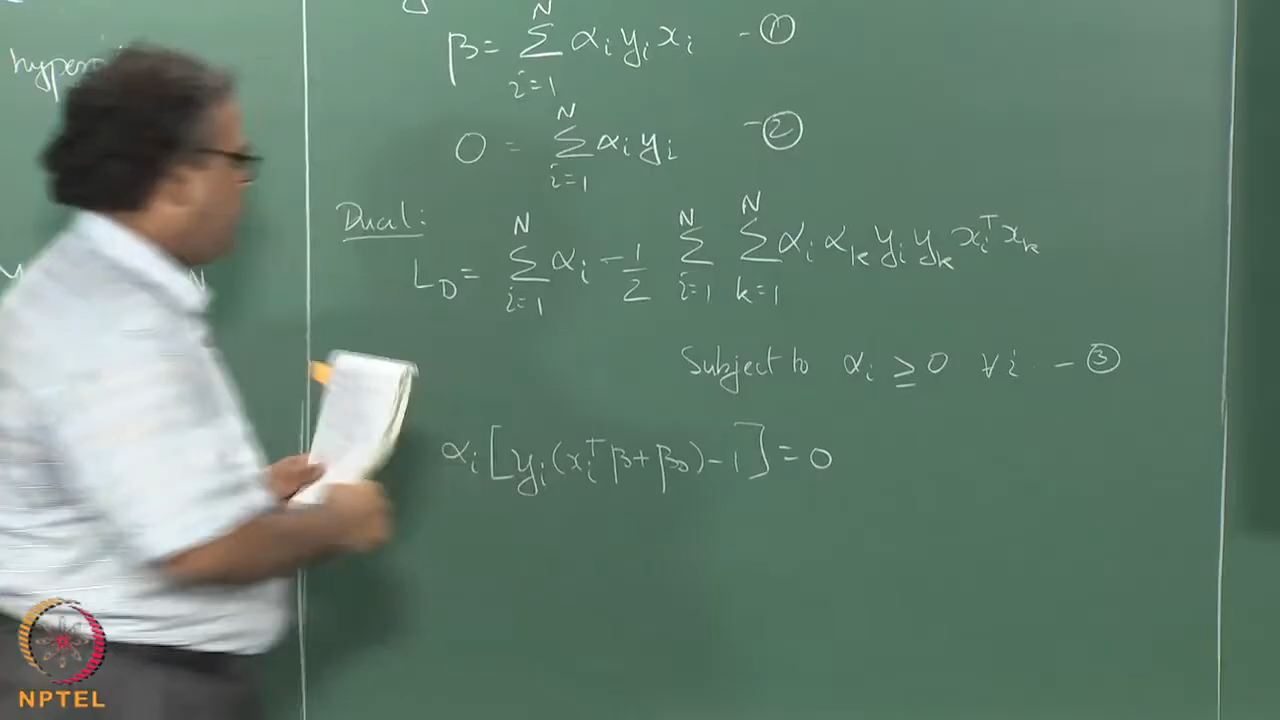 β = Σ_{i=1}^{N} α_i y_i x_i - ①
0 = Σ_{i=1}^{N} α_i y_i - ②
Dual:
L_D = Σ_{i=1}^{N} α_i - 1/2 Σ_{i=1}^{N} Σ_{k=1}^{N} α_i α_k y_i y_k x_i^T x_k
Subject to α_i ≥ 0 ∀ i - ③
α_i [y_i (x_i^T β + β_0) - 1] = 0
NPTEL